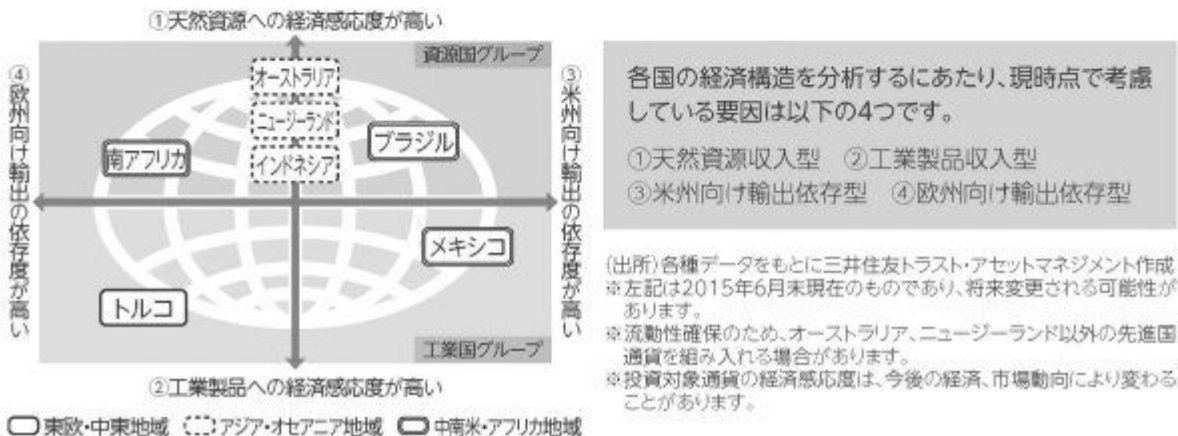 ①天然資源への経済感応度が高い
資源国グループ
④欧州向け輸出の依存度が高い
③米州向け輸出の依存度が高い
オーストラリア
ニュージーランド
インドネシア
南アフリカ
ブラジル
メキシコ
トルコ
工業国グループ
②工業製品への経済感応度が高い
東欧・中東地域 アジア・オセアニア地域 中南米・アフリカ地域
各国の経済構造を分析するにあたり、現時点で考慮
している要因は以下の4つです。
①天然資源収入型 ②工業製品収入型
③米州向け輸出依存型 ④欧州向け輸出依存型
(出所)各種データをもとに三井住友トラスト・アセットマネジメント作成
※左記は2015年6月末現在のものであり、将来変更される可能性が
あります。
※流動性確保のため、オーストラリア、ニュージーランド以外の先進国
通貨を組み入れる場合があります。
※投資対象通貨の経済感応度は、今後の経済、市場動向により変わる
ことがあります。